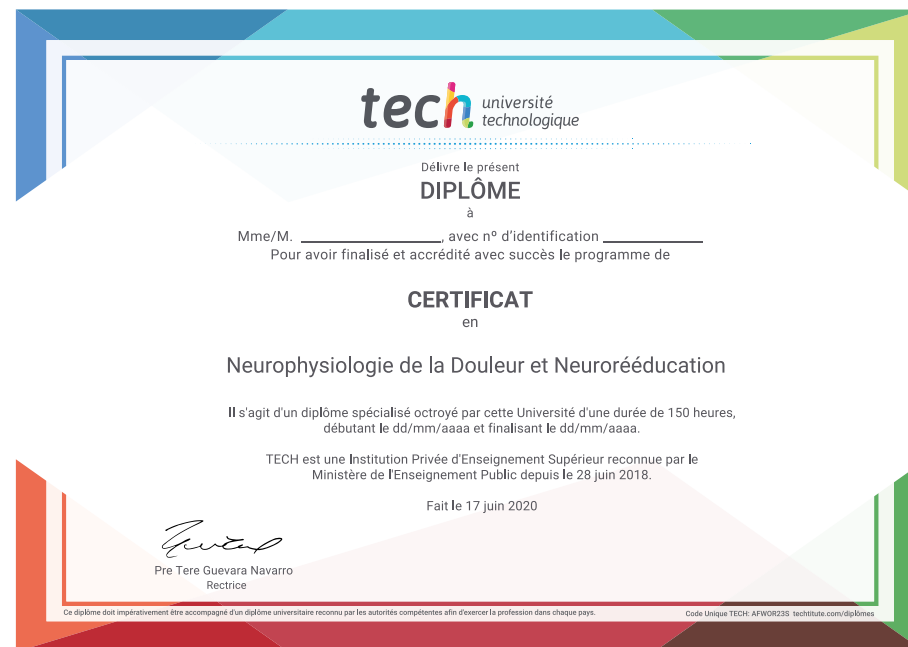 tech université
technologique
Délivre le présent
DIPLÔME
à
Mme/M. ____________________, avec nº d'identification ______________
Pour avoir finalisé et accrédité avec succès le programme de
CERTIFICAT
en
Neurophysiologie de la Douleur et Neurorééducation
Il s'agit d'un diplôme spécialisé octroyé par cette Université d'une durée de 150 heures,
débutant le dd/mm/aaaa et finalisant le dd/mm/aaaa.
TECH est une Institution Privée d'Enseignement Supérieur reconnue par le
Ministère de l'Enseignement Public depuis le 28 juin 2018.
Fait le 17 juin 2020
Pre Tere Guevara Navarro
Rectrice
Ce diplôme doit impérativement être accompagné d'un diplôme universitaire reconnu par les autorités compétentes afin d'exercer la profession dans chaque pays.
Code Unique TECH: AFWOR23S techtitute.com/diplômes